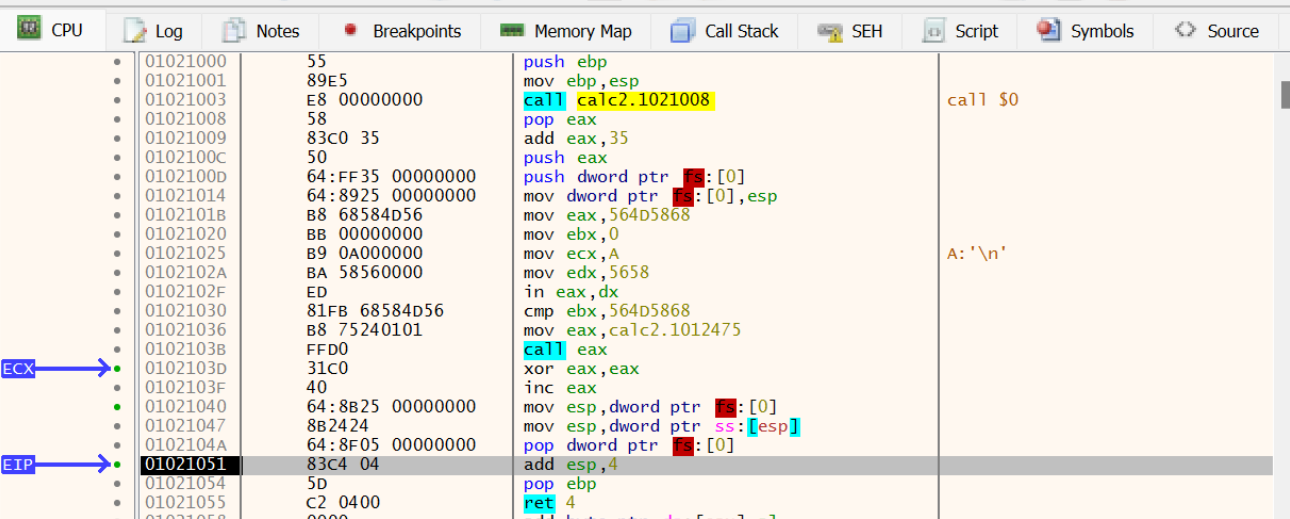 CPU Log Notes Breakpoints Memory Map Call Stack SEH Script Symbols Source
01021000 55 push ebp
01021001 89E5 mov ebp,esp
01021003 E8 00000000 call calc2.1021008 call $0
01021008 58 pop eax
01021009 83C0 35 add eax,35
0102100C 50 push eax
0102100D 64:FF35 00000000 push dword ptr fs:[0]
01021014 64:8925 00000000 mov dword ptr fs:[0],esp
0102101B B8 68584D56 mov eax,564D5868
01021020 BB 00000000 mov ebx,0
01021025 B9 0A000000 mov ecx,A A:'\n'
0102102A BA 58560000 mov edx,5658
0102102F ED in eax,dx
01021030 81FB 68584D56 cmp ebx,564D5868
01021036 B8 75240101 mov eax,calc2.1012475
0102103B FFD0 call eax
ECX 0102103D 31C0 xor eax,eax
0102103F 40 inc eax
01021040 64:8B25 00000000 mov esp,dword ptr fs:[0]
01021047 8B2424 mov esp,dword ptr ss:[esp]
0102104A 64:8F05 00000000 pop dword ptr fs:[0]
EIP 01021051 83C4 04 add esp,4
01021054 5D pop ebp
01021055 C2 0400 ret 4